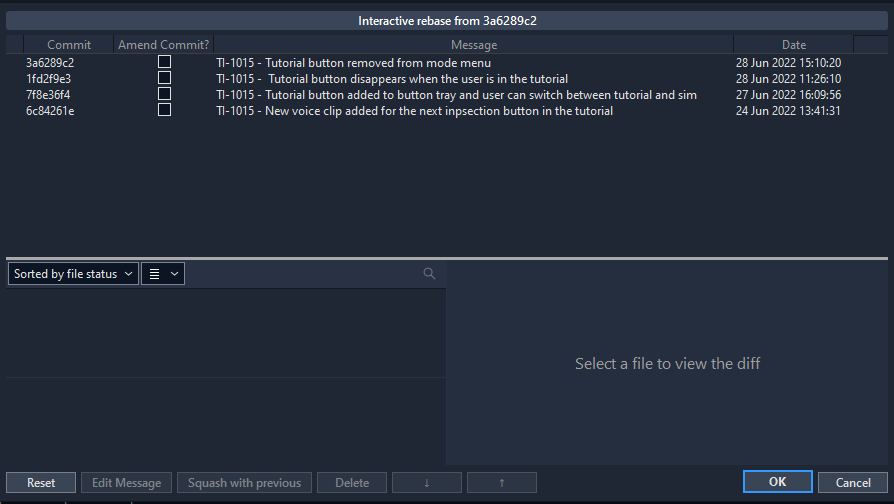 Interactive rebase from 3a6289c2
Commit Amend Commit? Message Date
3a6289c2 TI-1015 - Tutorial button removed from mode menu 28 Jun 2022 15:10:20
1fd2f9e3 TI-1015 - Tutorial button disappears when the user is in the tutorial 28 Jun 2022 11:26:10
7f8e36f4 TI-1015 - Tutorial button added to button tray and user can switch between tutorial and sim 27 Jun 2022 16:09:56
6c84261e TI-1015 - New voice clip added for the next inpsection button in the tutorial 24 Jun 2022 13:41:31
Sorted by file status
Select a file to view the diff
Reset Edit Message Squash with previous Delete ↓ ↑ OK Cancel